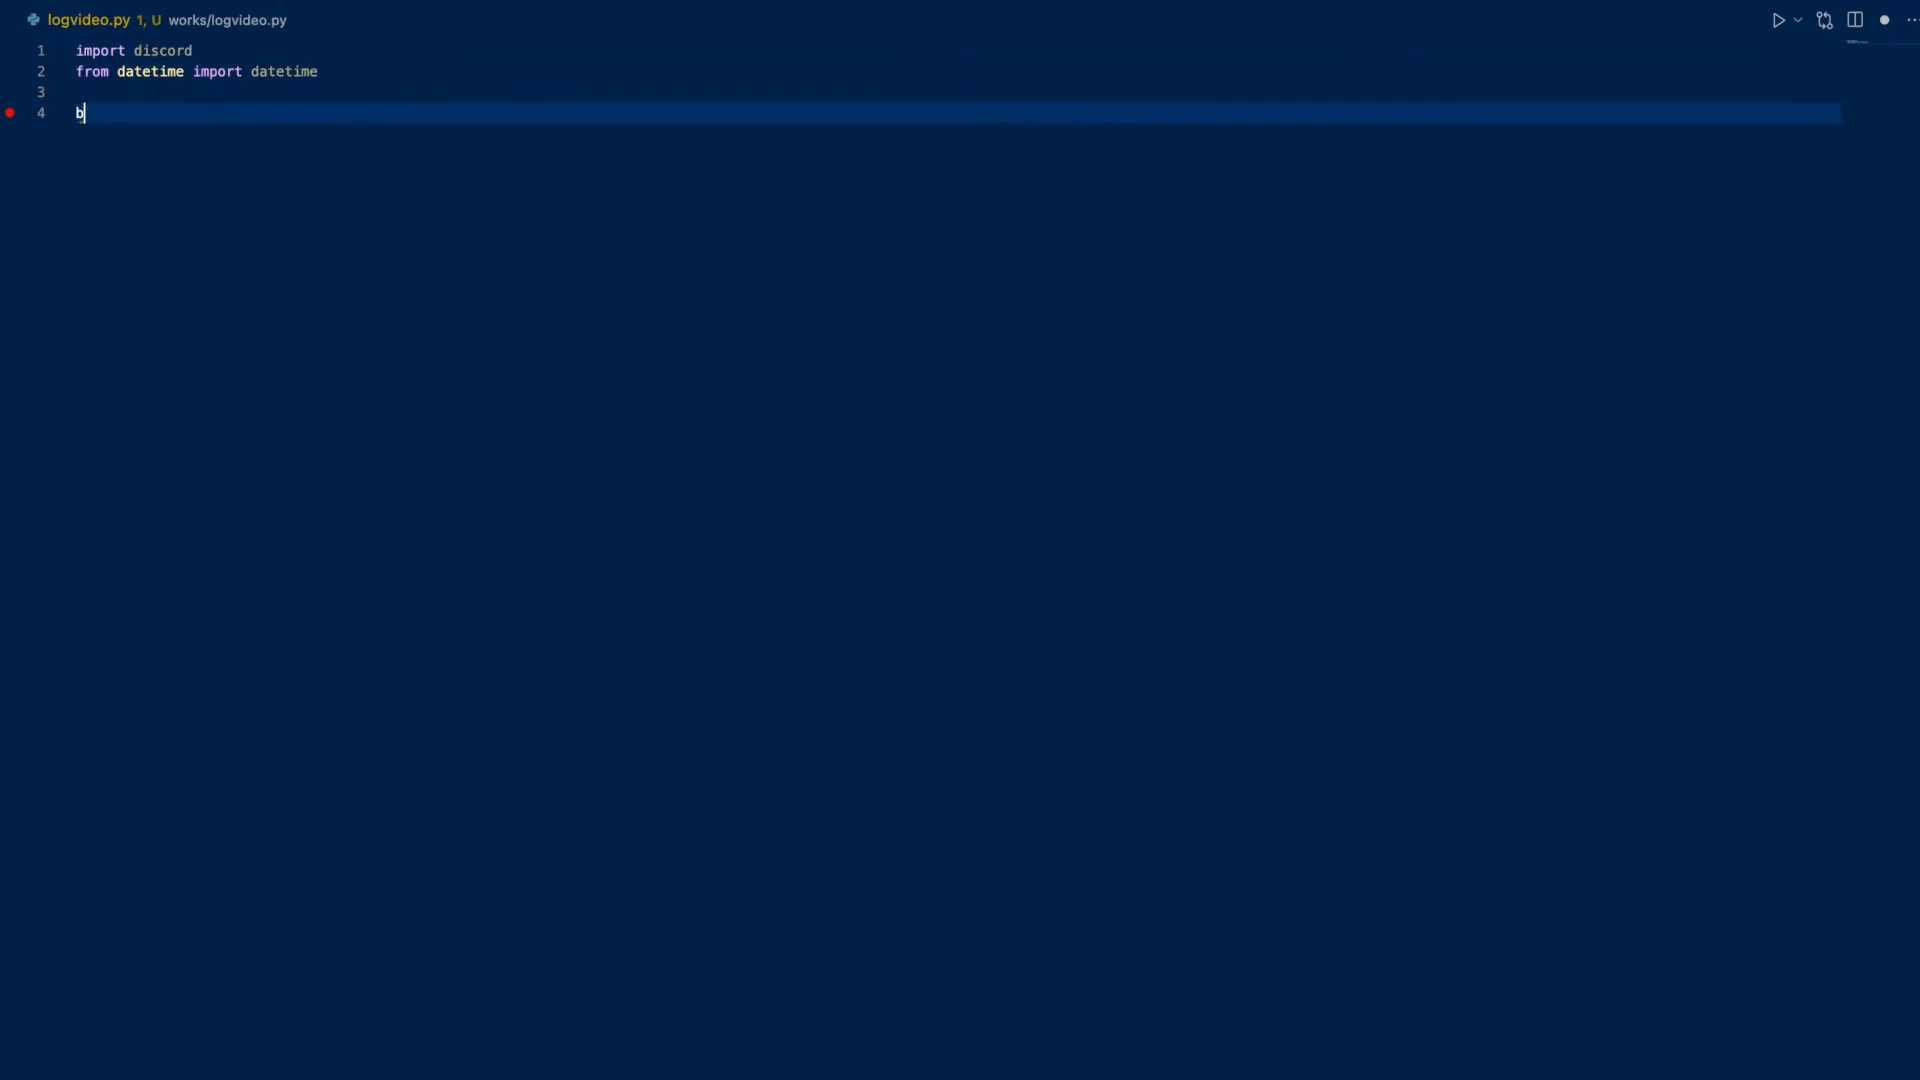 logvideo.py 1, U works/logvideo.py
1 import discord
2 from datetime import datetime
3
4 b